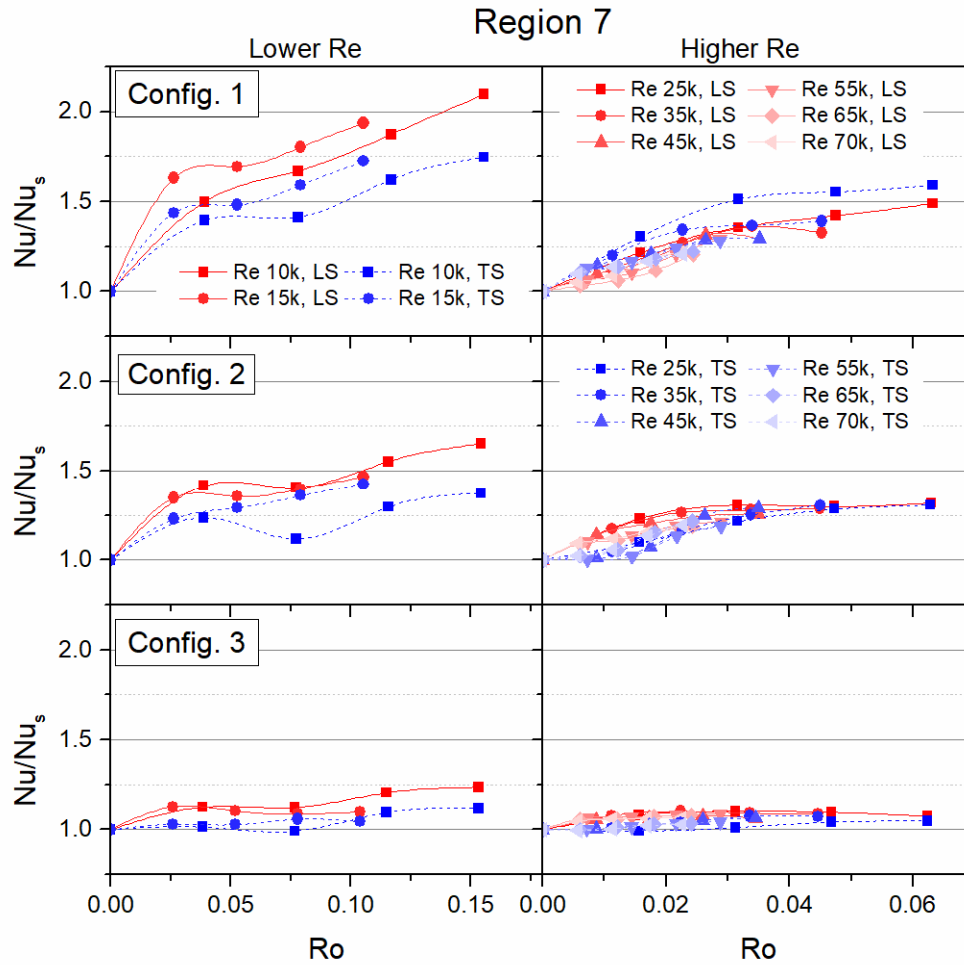 Region 7
Lower Re
Higher Re
Config. 1
Re 25k, LS Re 55k, LS
Re 35k, LS Re 65k, LS
Re 45k, LS Re 70k, LS
Re 10k, LS Re 10k, TS
Re 15k, LS Re 15k, TS
2.0
1.5
1.0
Nu/Nus
Config. 2
Re 25k, TS Re 55k, TS
Re 35k, TS Re 65k, TS
Re 45k, TS Re 70k, TS
2.0
1.5
1.0
Nu/Nus
Config. 3
2.0
1.5
1.0
Nu/Nus
0.00 0.05 0.10 0.15 0.00 0.02 0.04 0.06
Ro Ro